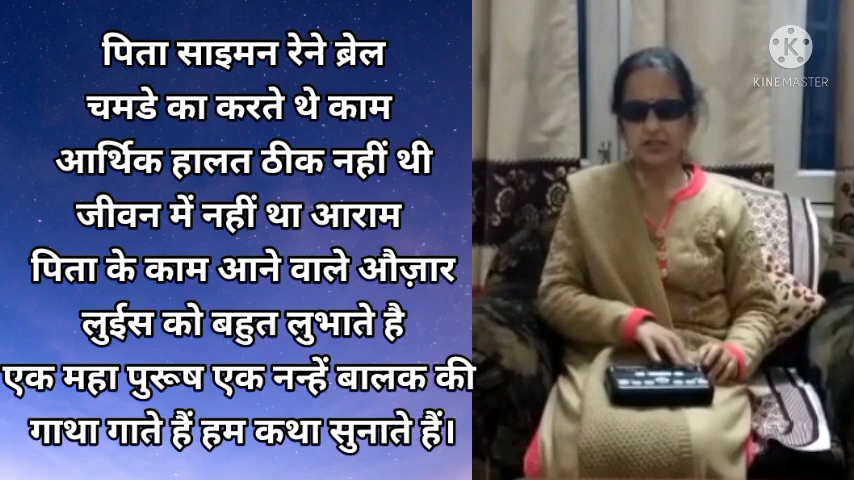 पिता साइमन रेने ब्रेल
चमडे का करते थे काम
आर्थिक हालत ठीक नहीं थी
जीवन में नहीं था आराम
पिता के काम आने वाले औज़ार
लुईस को बहुत लुभाते है
एक महा पुरूष एक नन्हें बालक की
गाथा गाते हैं हम कथा सुनाते हैं।
K
KINEMASTER